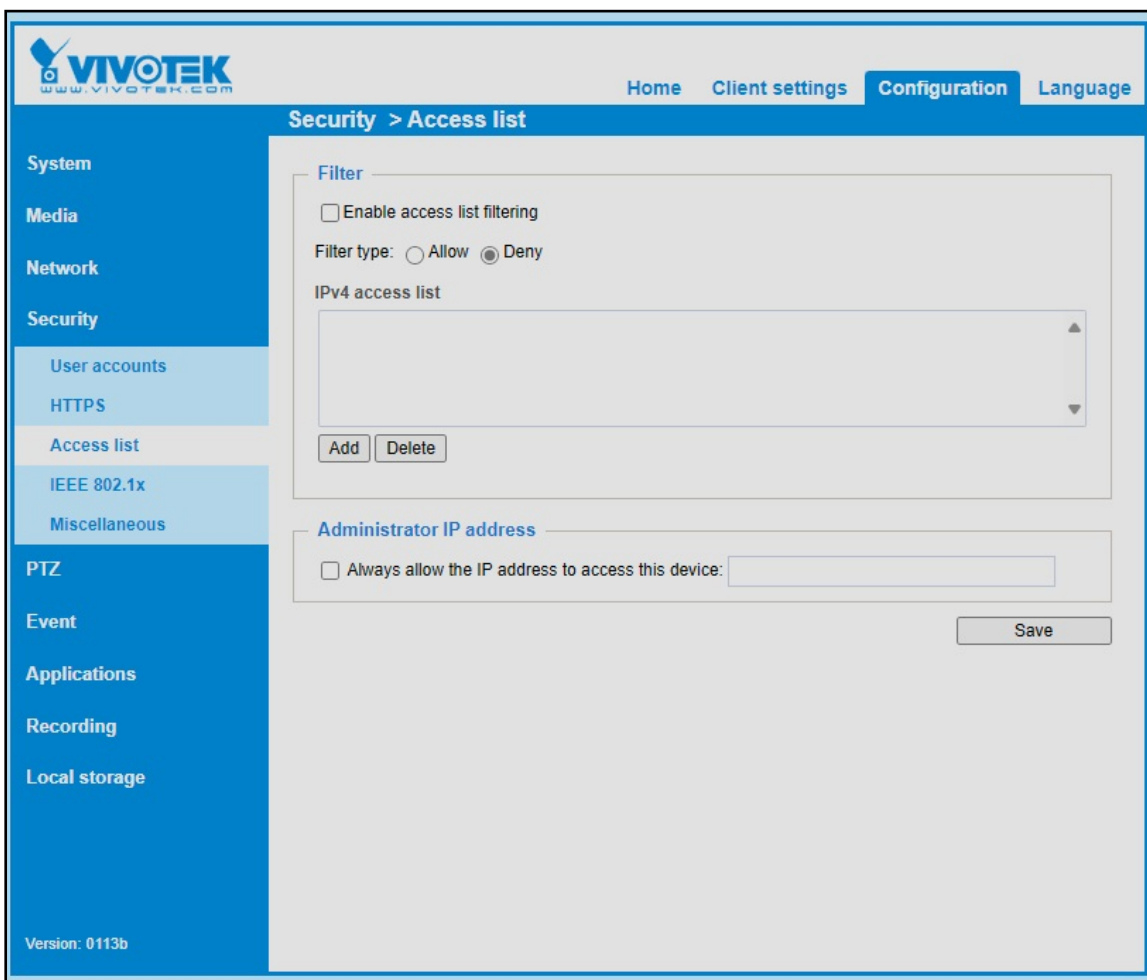 VIVOTEK
www.vivotek.com
Home Client settings Configuration Language
Security > Access list
System
Media
Network
Security
User accounts
HTTPS
Access list
IEEE 802.1x
Miscellaneous
PTZ
Event
Applications
Recording
Local storage
Version: 0113b
Filter
Enable access list filtering
Filter type: Allow Deny
IPv4 access list
Add Delete
Administrator IP address
Always allow the IP address to access this device:
Save